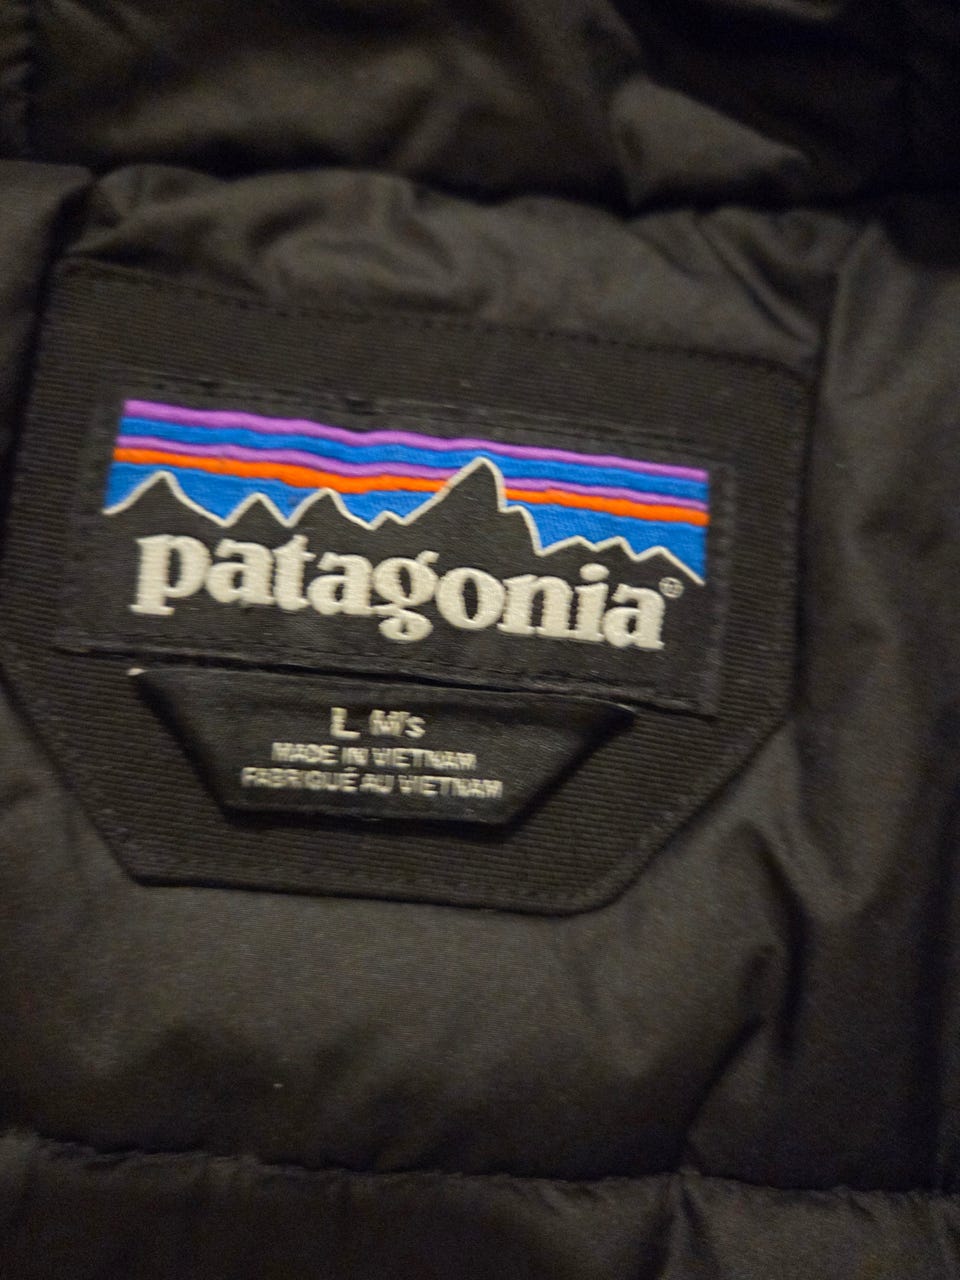 patagonia®
L M's
MADE IN VIETNAM
FABRIQUÉ AU VIETNAM